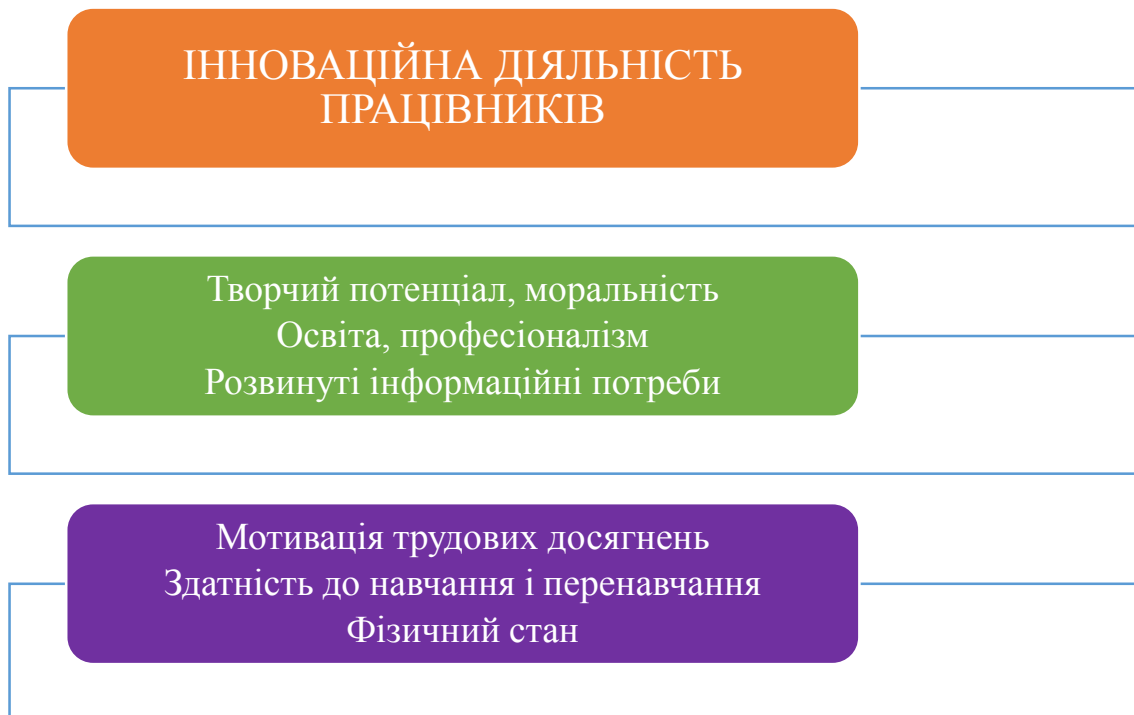 ІННОВАЦІЙНА ДІЯЛЬНІСТЬ
ПРАЦІВНИКІВ
Творчий потенціал, моральність
Освіта, професіоналізм
Розвинуті інформаційні потреби
Мотивація трудових досягнень
Здатність до навчання і перенавчання
Фізичний стан